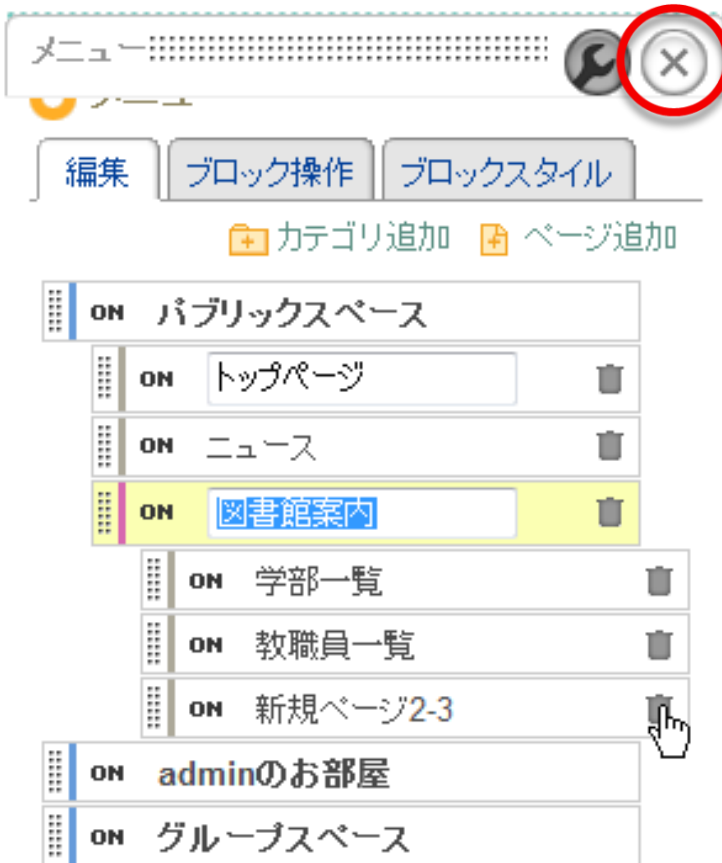 メニュー
メニュー
編集 ブロック操作 ブロックスタイル
カテゴリ追加 ページ追加
ON パブリックスペース
ON トップページ
ON ニュース
ON 図書館案内
ON 学部一覧
ON 教職員一覧
ON 新規ページ2-3
ON adminのお部屋
ON グループスペース